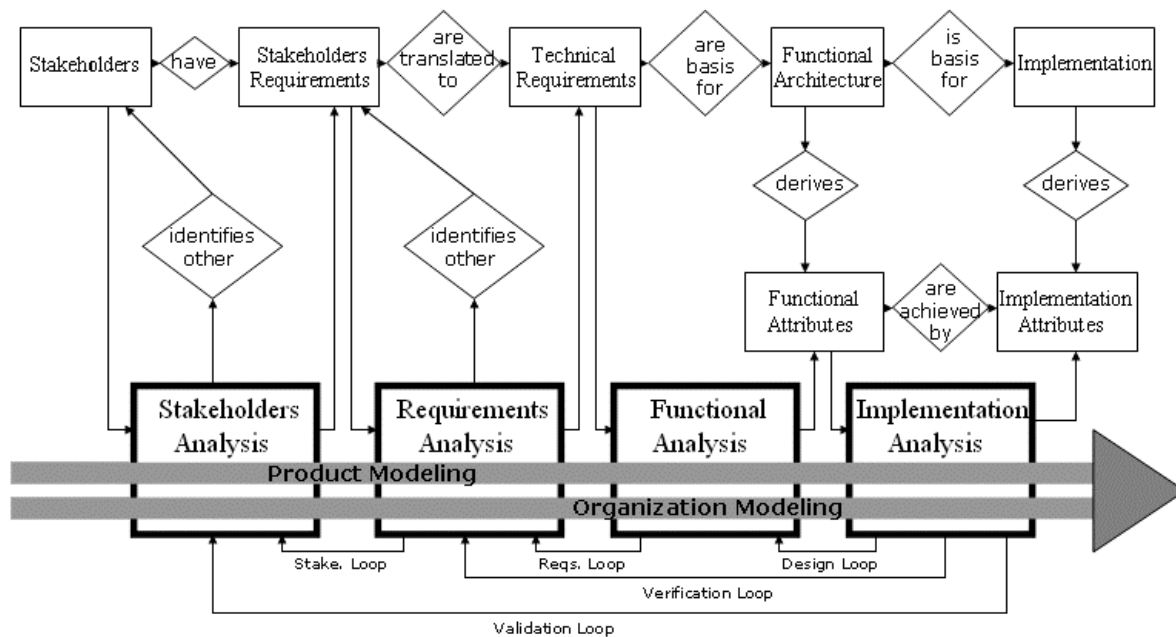 Stakeholders
have
Stakeholders
Requirements
are
translated
to
Technical
Requirements
are
basis
for
Functional
Architecture
is
basis
for
Implementation
derives
derives
identifies
other
identifies
other
Functional
Attributes
are
achieved
by
Implementation
Attributes
Stakeholders
Analysis
Requirements
Analysis
Functional
Analysis
Implementation
Analysis
Product Modeling
Organization Modeling
Stake. Loop
Reqs. Loop
Design Loop
Verification Loop
Validation Loop